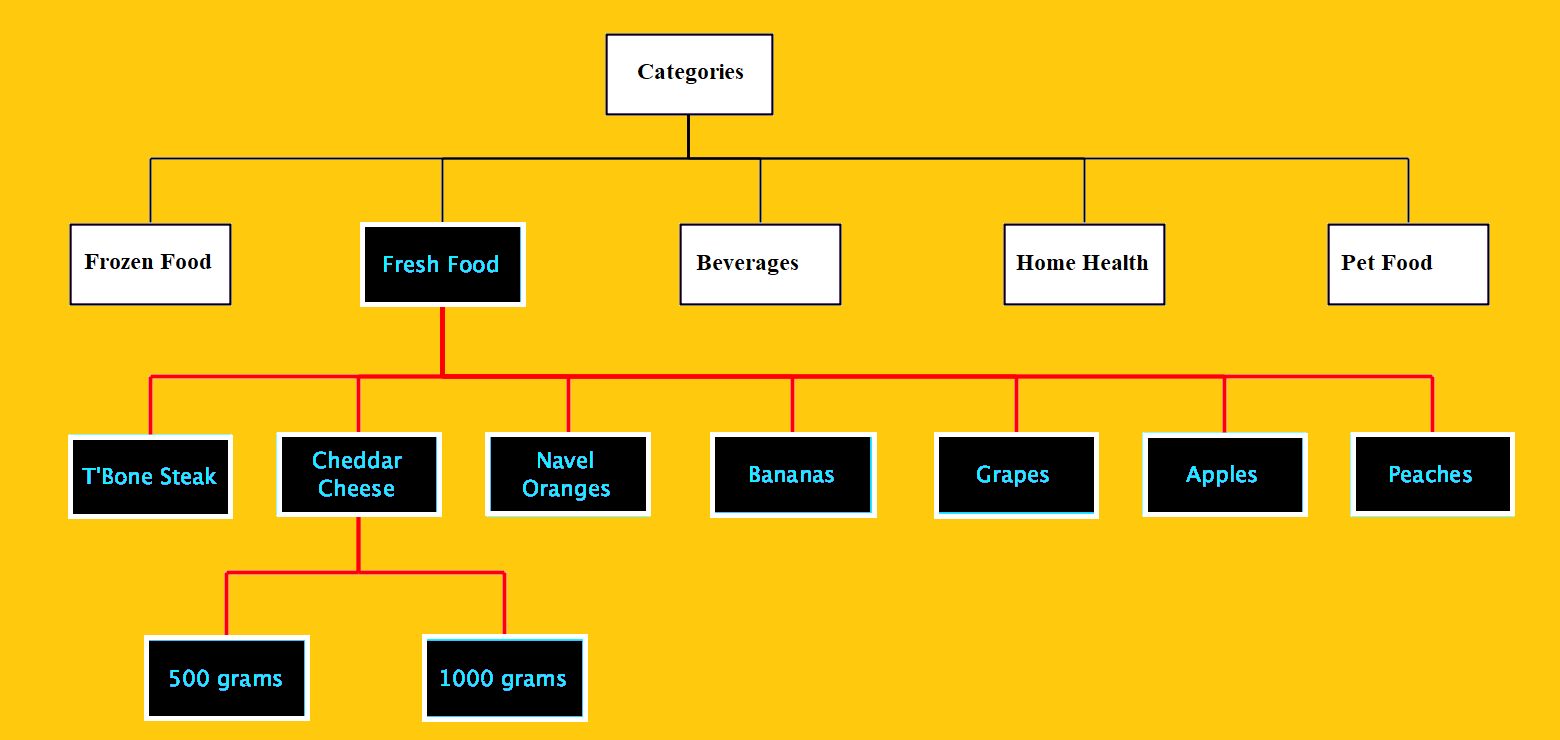 Categories
Frozen Food
Fresh Food
Beverages
Home Health
Pet Food
T'Bone Steak
Cheddar
Cheese
Navel
Oranges
Bananas
Grapes
Apples
Peaches
500 grams
1000 grams